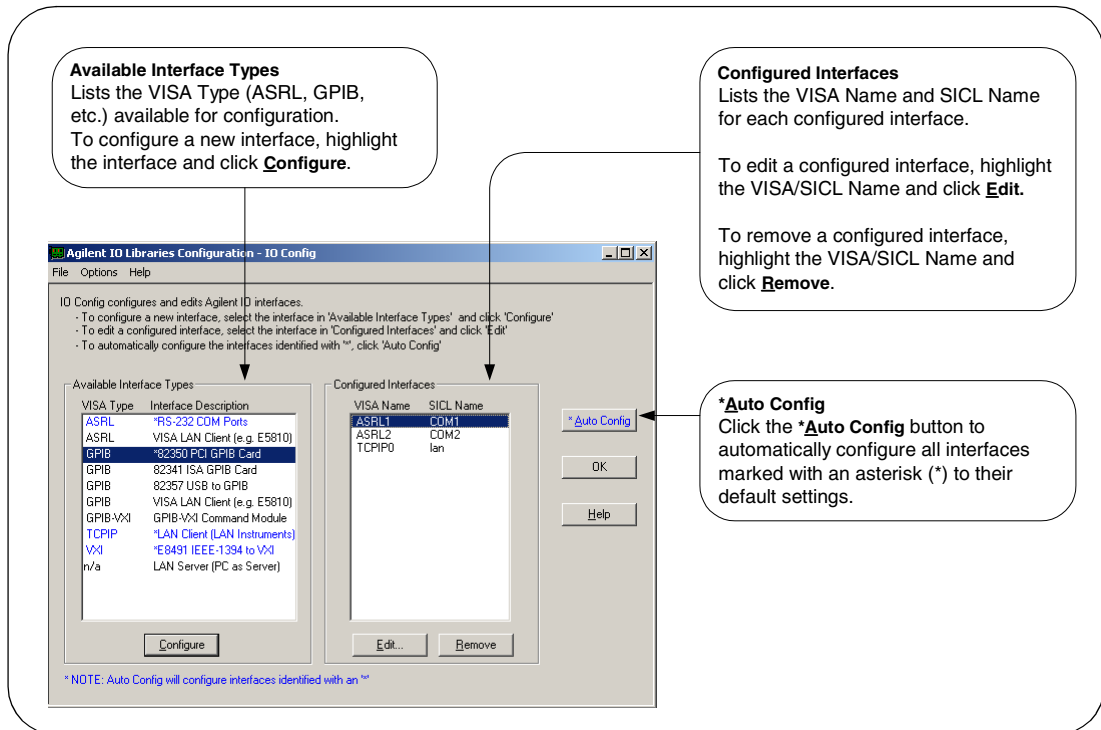 Available Interface Types
Lists the VISA Type (ASRL, GPIB,
etc.) available for configuration.
To configure a new interface, highlight
the interface and click Configure.
Configured Interfaces
Lists the VISA Name and SICL Name
for each configured interface.
To edit a configured interface, highlight
the VISA/SICL Name and click Edit.
To remove a configured interface,
highlight the VISA/SICL Name and
click Remove.
Agilent IO Libraries Configuration - IO Config
File Options Help
IO Config configures and edits Agilent IO interfaces.
- To configure a new interface, select the interface in 'Available Interface Types' and click 'Configure'
- To edit a configured interface, select the interface in 'Configured Interfaces' and click 'Edit'
- To automatically configure the interfaces identified with '*', click 'Auto Config'
Available Interface Types
VISA Type Interface Description
ASRL *RS-232 COM Ports
ASRL VISA LAN Client (e.g. E5810)
GPIB *82350 PCI GPIB Card
GPIB 82341 ISA GPIB Card
GPIB 82357 USB to GPIB
GPIB VISA LAN Client (e.g. E5810)
GPIB-VXI GPIB-VXI Command Module
TCPIP *LAN Client (LAN Instruments)
VXI *E8491 IEEE-1394 to VXI
n/a LAN Server (PC as Server)
Configure
Configured Interfaces
VISA Name SICL Name
ASRL1 COM1
ASRL2 COM2
TCPIP0 lan
Edit... Remove
* Auto Config
OK
Help
* NOTE: Auto Config will configure interfaces identified with an '*'
*Auto Config
Click the *Auto Config button to
automatically configure all interfaces
marked with an asterisk (*) to their
default settings.